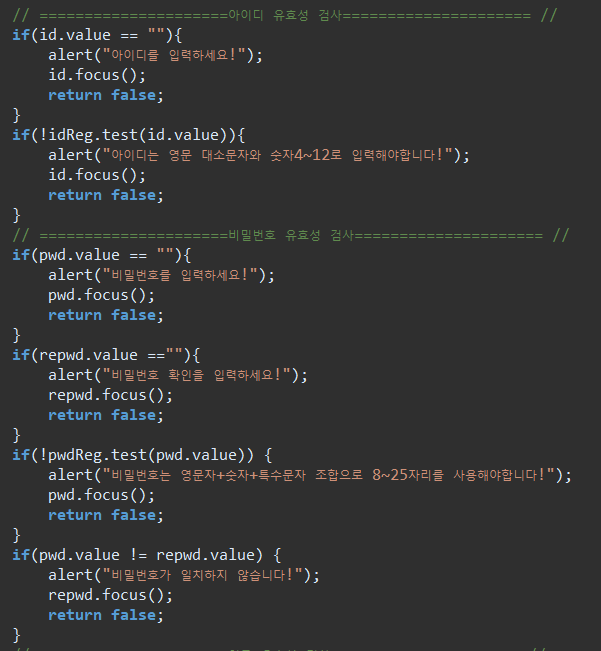 // =====================아이디 유효성 검사===================== //
if(id.value == ""){
    alert("아이디를 입력하세요!");
    id.focus();
    return false;
}
if(!idReg.test(id.value)){
    alert("아이디는 영문 대소문자와 숫자4~12로 입력해야합니다!");
    id.focus();
    return false;
}
// =====================비밀번호 유효성 검사===================== //
if(pwd.value == ""){
    alert("비밀번호를 입력하세요!");
    pwd.focus();
    return false;
}
if(repwd.value ==""){
    alert("비밀번호 확인을 입력하세요!");
    repwd.focus();
    return false;
}
if(!pwdReg.test(pwd.value)) {
    alert("비밀번호는 영문자+숫자+특수문자 조합으로 8~25자리를 사용해야합니다!");
    pwd.focus();
    return false;
}
if(pwd.value != repwd.value) {
    alert("비밀번호가 일치하지 않습니다!");
    repwd.focus();
    return false;
}